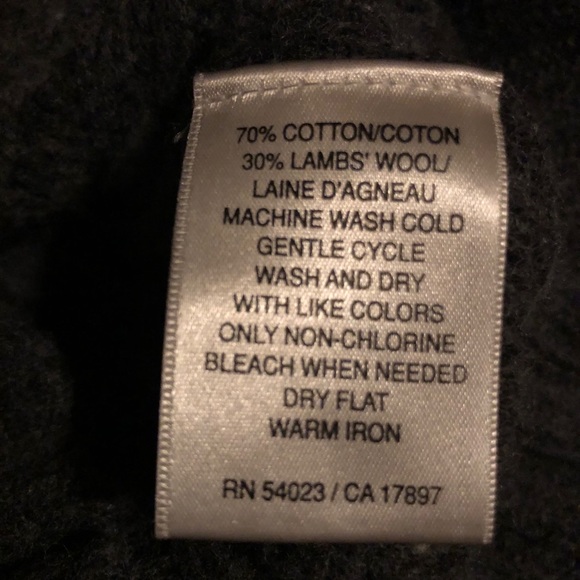 70% COTTON/COTON
30% LAMBS' WOOL/
LAINE D'AGNEAU
MACHINE WASH COLD
GENTLE CYCLE
WASH AND DRY
WITH LIKE COLORS
ONLY NON-CHLORINE
BLEACH WHEN NEEDED
DRY FLAT
WARM IRON
RN 54023 / CA 17897